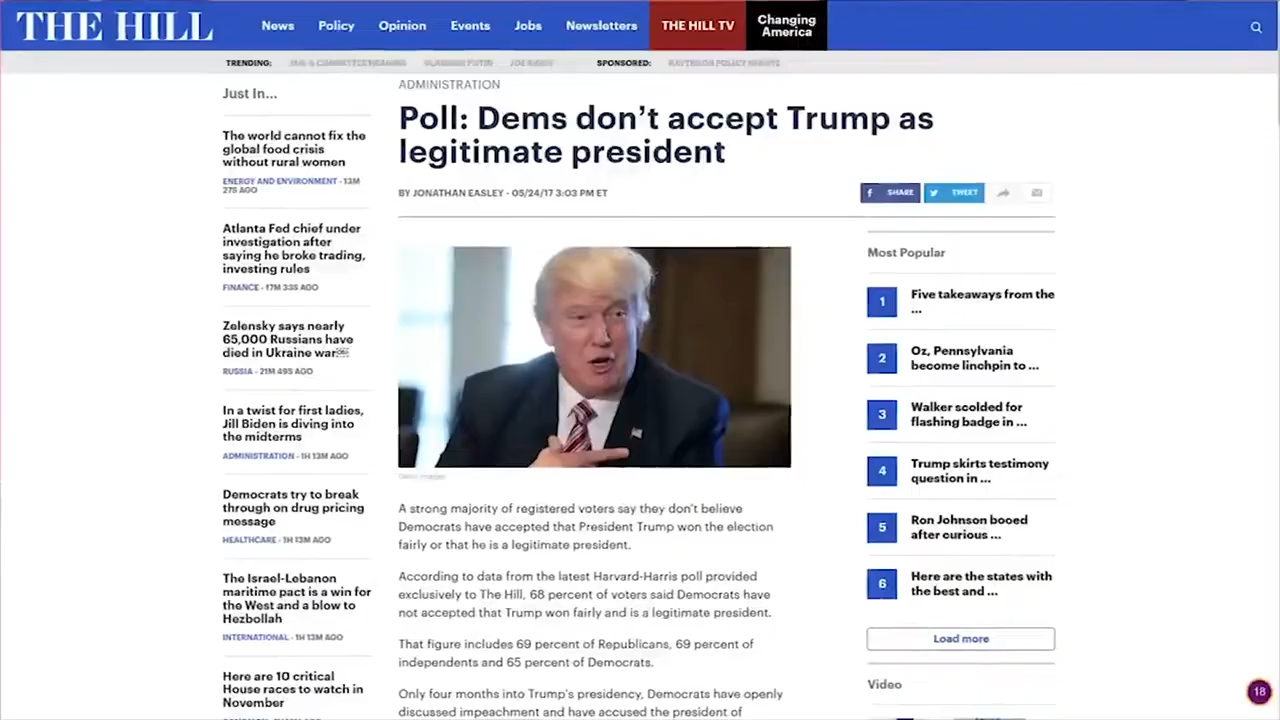 THE HILL
News
Policy
Opinion
Events
Jobs
Newsletters
THE HILL TV
Changing
America
TRENDING:
VLADIMIR PUTIN
JOE BIDEN
SPONSORED:
Just In...
The world cannot fix the
global food crisis
without rural women
ENERGY AND ENVIRONMENT - 13M
27S AGO
Atlanta Fed chief under
investigation after
saying he broke trading,
investing rules
FINANCE - 17M 33S AGO
Zelensky says nearly
65,000 Russians have
died in Ukraine war
RUSSIA - 21M 49S AGO
In a twist for first ladies,
Jill Biden is diving into
the midterms
ADMINISTRATION - 1H 13M AGO
Democrats try to break
through on drug pricing
message
HEALTHCARE - 1H 13M AGO
The Israel-Lebanon
maritime pact is a win for
the West and a blow to
Hezbollah
INTERNATIONAL - 1H 13M AGO
Here are 10 critical
House races to watch in
November
ADMINISTRATION
Poll: Dems don't accept Trump as
legitimate president
BY JONATHAN EASLEY - 05/24/17 3:03 PM ET
SHARE
TWEET
Getty Images
A strong majority of registered voters say they don't believe
Democrats have accepted that President Trump won the election
fairly or that he is a legitimate president.
According to data from the latest Harvard-Harris poll provided
exclusively to The Hill, 68 percent of voters said Democrats have
not accepted that Trump won fairly and is a legitimate president.
That figure includes 69 percent of Republicans, 69 percent of
independents and 65 percent of Democrats.
Only four months into Trump's presidency, Democrats have openly
discussed impeachment and have accused the president of
Most Popular
1
Five takeaways from the
...
2
Oz, Pennsylvania
become linchpin to ...
3
Walker scolded for
flashing badge in ...
4
Trump skirts testimony
question in ...
5
Ron Johnson booed
after curious ...
6
Here are the states with
the best and ...
Load more
Video
18